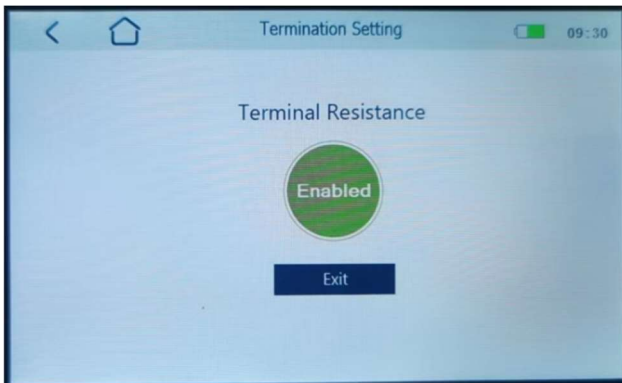 Termination Setting
09:30
Terminal Resistance
Enabled
Exit